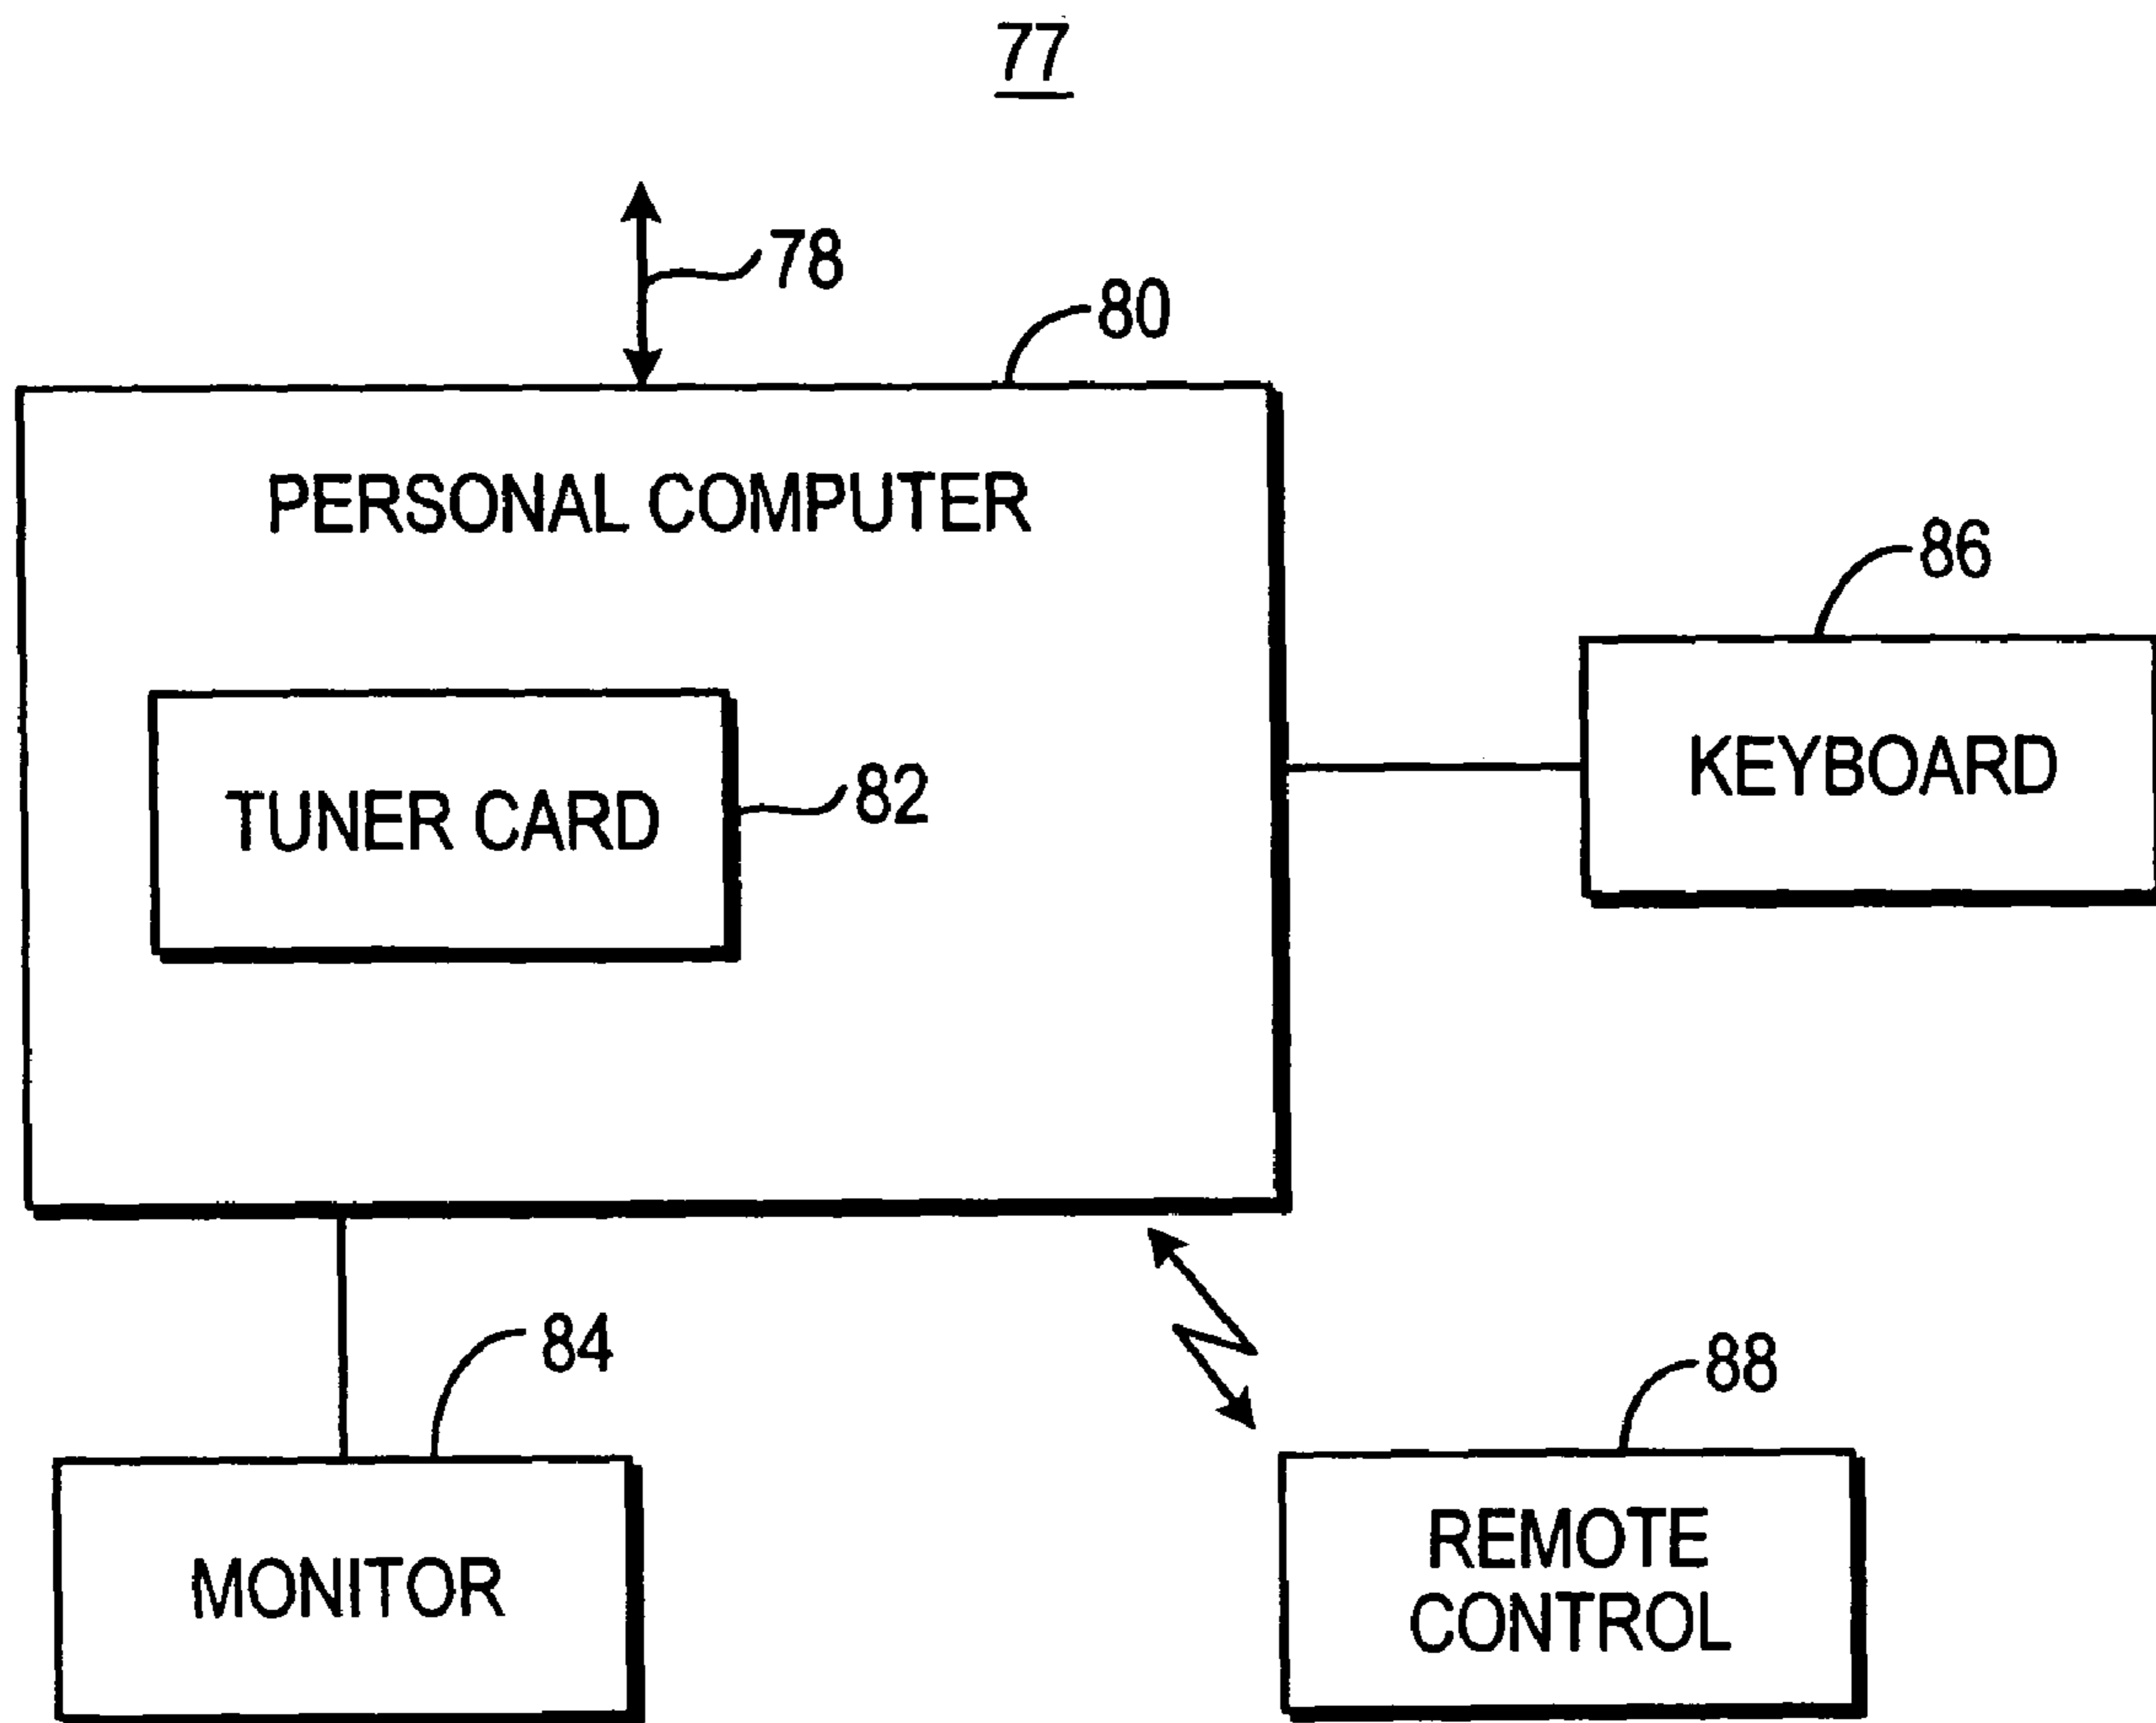 77
78
80
PERSONAL COMPUTER
86
KEYBOARD
TUNER CARD
82
84
88
MONITOR
REMOTE
CONTROL